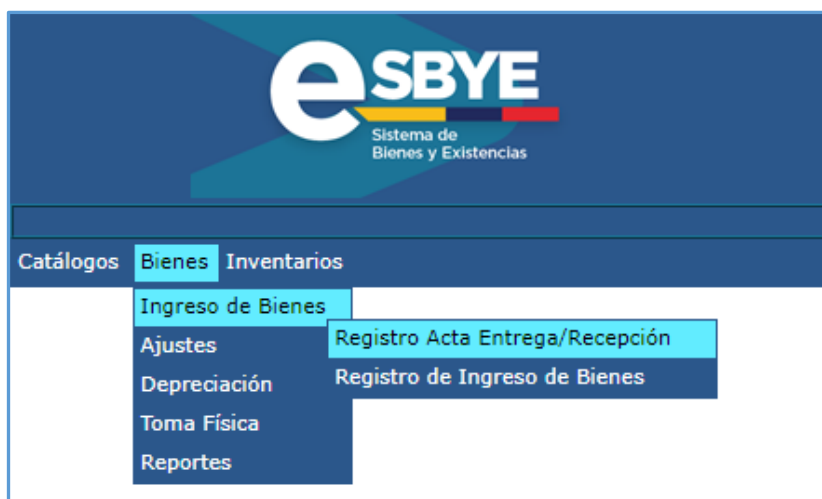 eSBYE
Sistema de
Bienes y Existencias
Catálogos Bienes Inventarios
Ingreso de Bienes
Registro Acta Entrega/Recepción
Ajustes
Registro de Ingreso de Bienes
Depreciación
Toma Física
Reportes